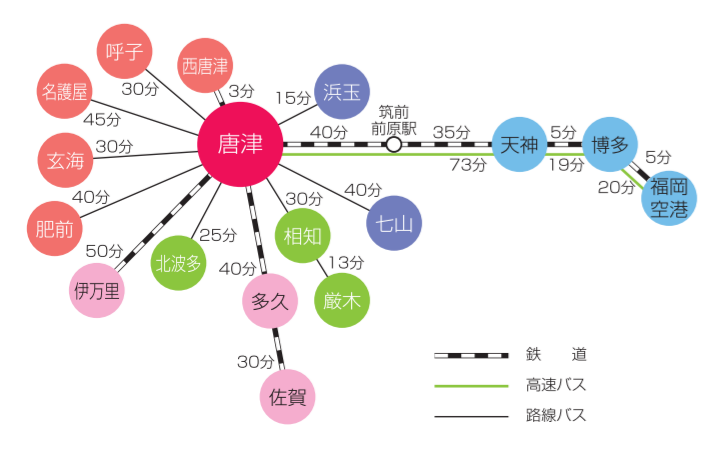 呼子
西唐津
名護屋
30分
3分
浜玉
15分
45分
筑前
前原駅
唐津
40分
35分
天神
5分
博多
玄海
30分
73分
19分
5分
20分
福岡
空港
40分
40分
肥前
30分
七山
25分
相知
50分
北波多
40分
13分
伊万里
多久
厳木
30分
佐賀
鉄　道
高速バス
路線バス